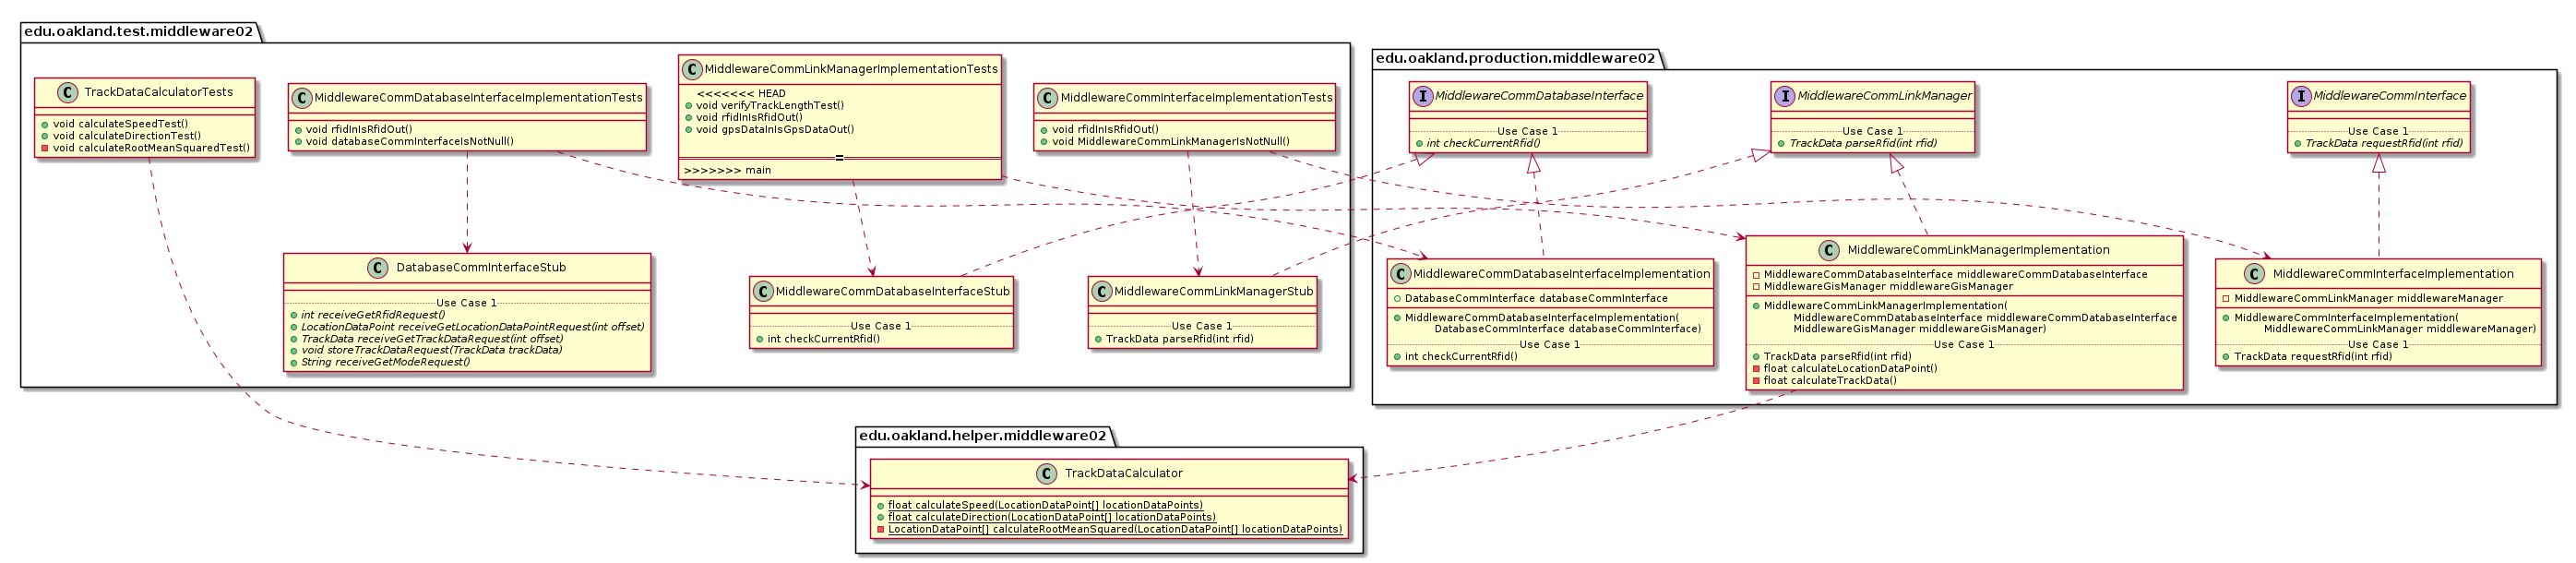 edu.oakland.test.middleware02
TrackDataCalculatorTests
void calculateSpeedTest()
void calculateDirectionTest()
void calculateRootMeanSquaredTest()
MiddlewareCommDatabaseInterfaceImplementationTests
void rfidInIsRfidOut()
void databaseCommInterfaceIsNotNull()
MiddlewareCommLinkManagerImplementationTests
<<<<<<< HEAD
void verifyTrackLengthTest()
void rfidInIsRfidOut()
void gpsDataInIsGpsDataOut()
=
>>>>>>> main
MiddlewareCommInterfaceImplementationTests
void rfidInIsRfidOut()
void MiddlewareCommLinkManagerIsNotNull()
DatabaseCommInterfaceStub
Use Case 1
int receiveGetRfidRequest()
LocationDataPoint receiveGetLocationDataPointRequest(int offset)
TrackData receiveGetTrackDataRequest(int offset)
void storeTrackDataRequest(TrackData trackData)
String receiveGetModeRequest()
MiddlewareCommDatabaseInterfaceStub
Use Case 1
int checkCurrentRfid()
MiddlewareCommLinkManagerStub
Use Case 1
TrackData parseRfid(int rfid)
edu.oakland.production.middleware02
MiddlewareCommDatabaseInterface
Use Case 1
int checkCurrentRfid()
MiddlewareCommLinkManager
Use Case 1
TrackData parseRfid(int rfid)
MiddlewareCommInterface
Use Case 1
TrackData requestRfid(int rfid)
MiddlewareCommDatabaseInterfaceImplementation
DatabaseCommInterface databaseCommInterface
MiddlewareCommDatabaseInterfaceImplementation(
DatabaseCommInterface databaseCommInterface)
Use Case 1
int checkCurrentRfid()
MiddlewareCommLinkManagerImplementation
MiddlewareCommDatabaseInterface middlewareCommDatabaseInterface
MiddlewareGisManager middlewareGisManager
MiddlewareCommLinkManagerImplementation(
MiddlewareCommDatabaseInterface middlewareCommDatabaseInterface
MiddlewareGisManager middlewareGisManager)
Use Case 1
TrackData parseRfid(int rfid)
float calculateLocationDataPoint()
float calculateTrackData()
MiddlewareCommInterfaceImplementation
MiddlewareCommLinkManager middlewareManager
MiddlewareCommInterfaceImplementation(
MiddlewareCommLinkManager middlewareManager)
Use Case 1
TrackData requestRfid(int rfid)
edu.oakland.helper.middleware02
TrackDataCalculator
float calculateSpeed(LocationDataPoint[] locationDataPoints)
float calculateDirection(LocationDataPoint[] locationDataPoints)
LocationDataPoint[] calculateRootMeanSquared(LocationDataPoint[] locationDataPoints)